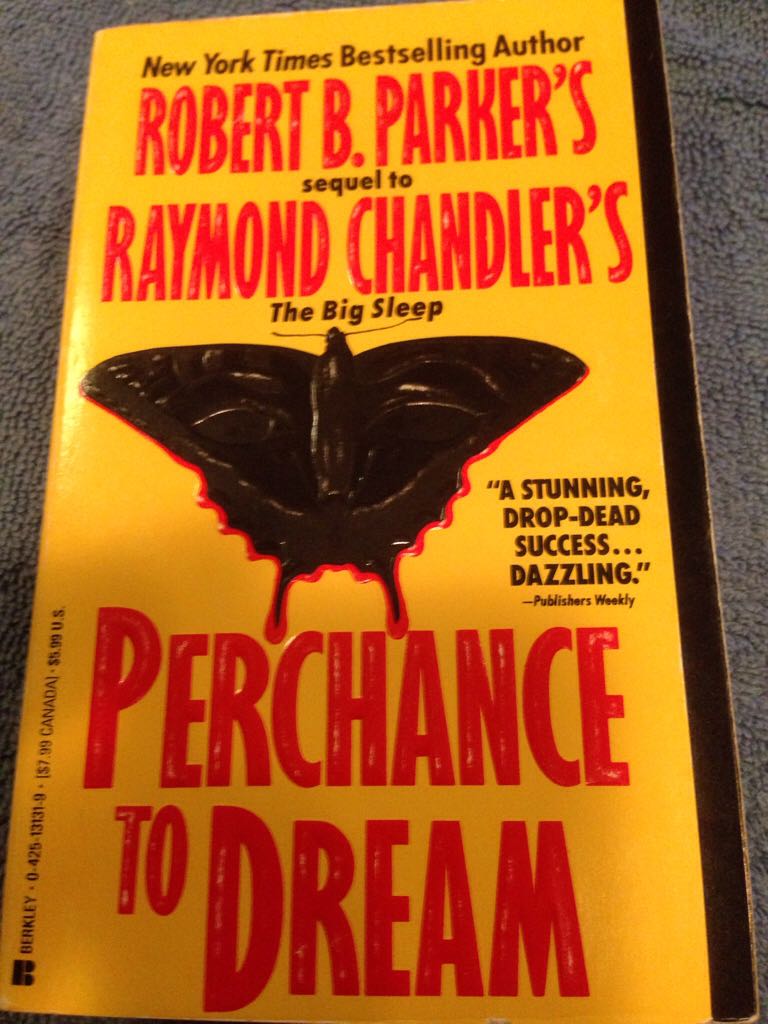 New York Times Bestselling Author
ROBERT B. PARKER'S
sequel to
RAYMOND CHANDLER'S
The Big Sleep
"A STUNNING,
DROP-DEAD
SUCCESS...
DAZZLING."
—Publishers Weekly
PERCHANCE
TO DREAM
BERKLEY • 0-425-13131-9 • [$7.99 CANADA] • $5.99 U.S.